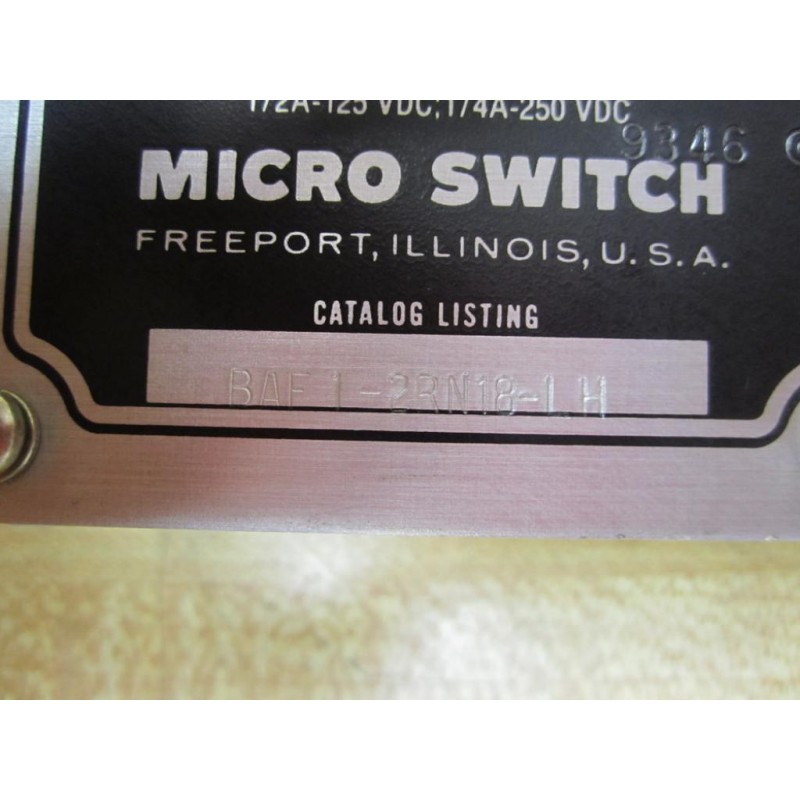 1/2A-125 VDC; 1/4A-250 VDC
9346
MICRO SWITCH
FREEPORT, ILLINOIS, U.S.A.
CATALOG LISTING
BAF1-2RN18-LH